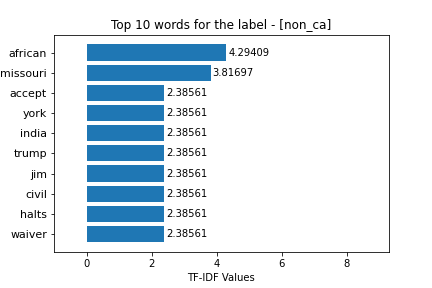 Top 10 words for the label - [non_ca]
african 4.29409
missouri 3.81697
accept 2.38561
york 2.38561
india 2.38561
trump 2.38561
jim 2.38561
civil 2.38561
halts 2.38561
waiver 2.38561
0 2 4 6 8
TF-IDF Values